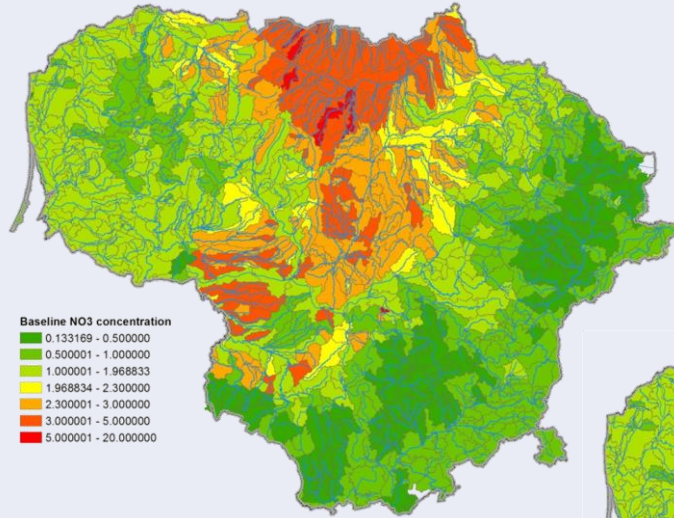 Baseline NO3 concentration
0.133169 - 0.500000
0.500001 - 1.000000
1.000001 - 1.968833
1.968834 - 2.300000
2.300001 - 3.000000
3.000001 - 5.000000
5.000001 - 20.000000